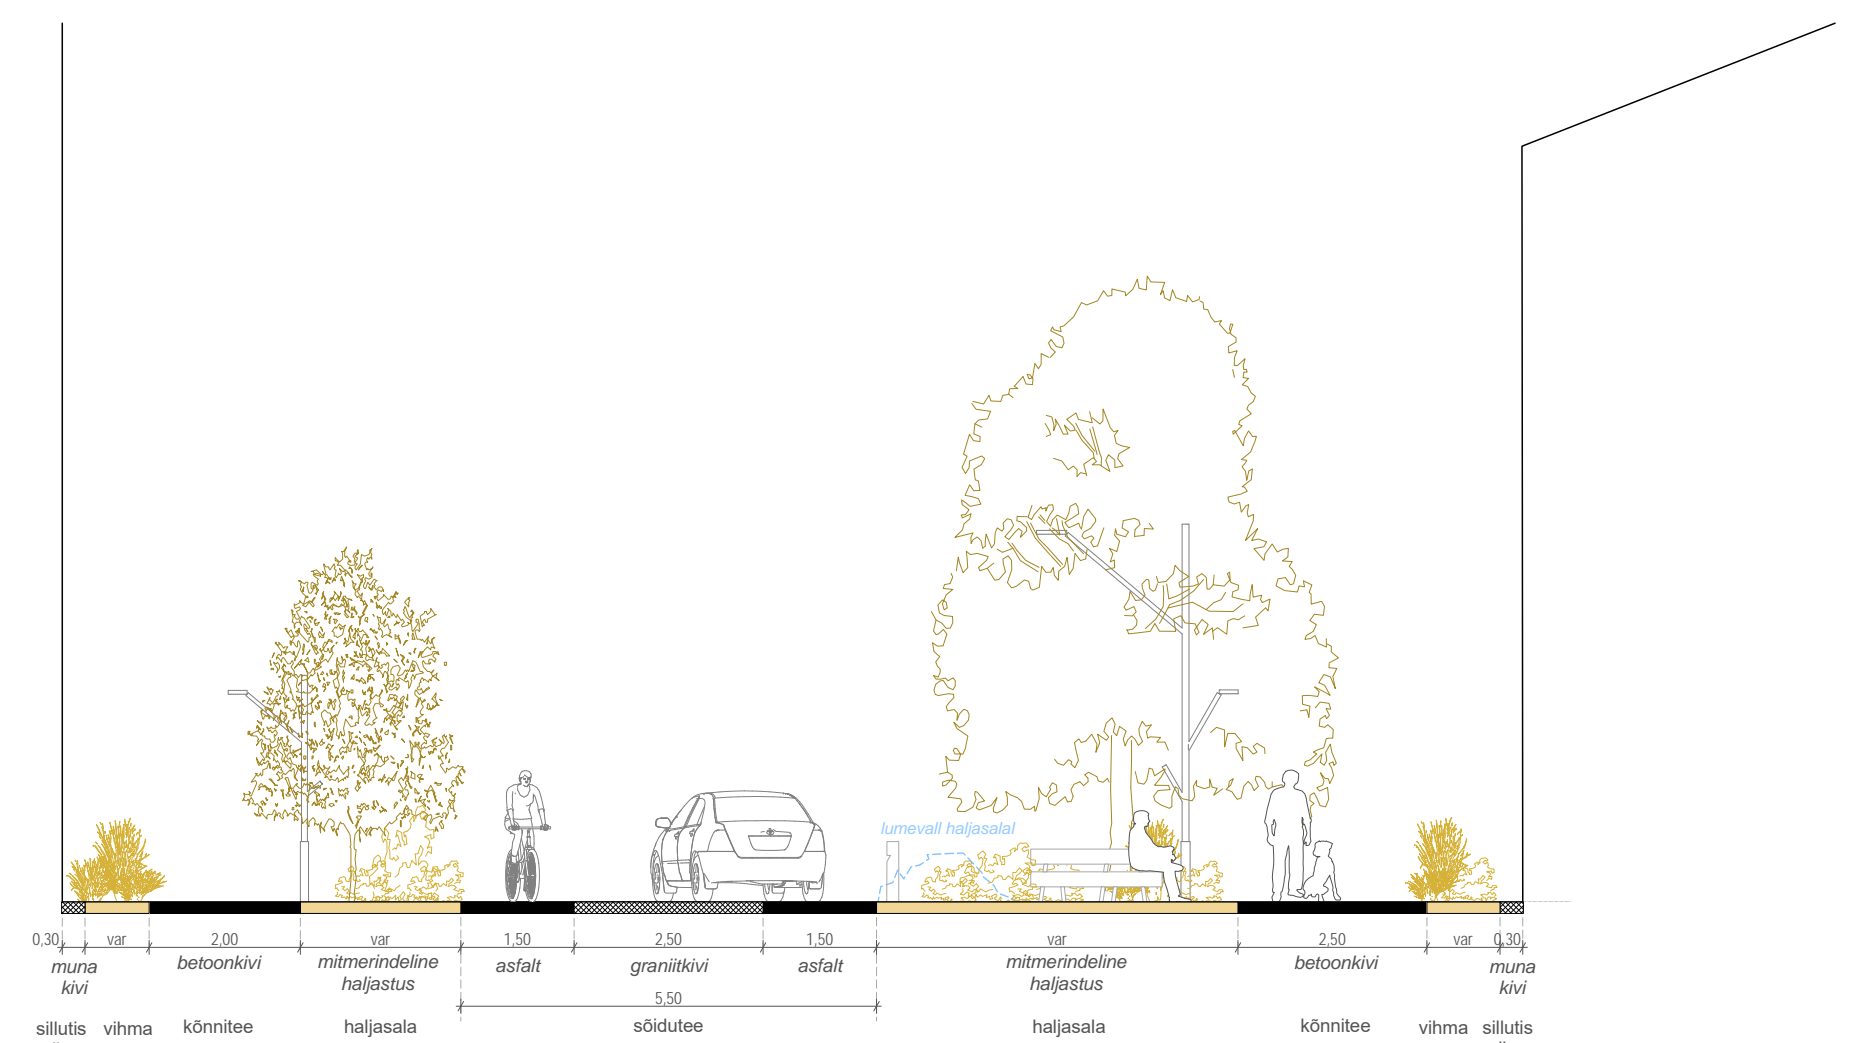 lumevall haljasalal
0,30 var 2,00 var 1,50 2,50 1,50 var 2,50 var 0,30
muna kivi betoonkivi mitmerindeline haljastus asfalt graniitkivi asfalt mitmerindeline haljastus betoonkivi muna kivi
5,50
sillutis vihma kõnnitee haljasala sõidutee haljasala kõnnitee vihma sillutis